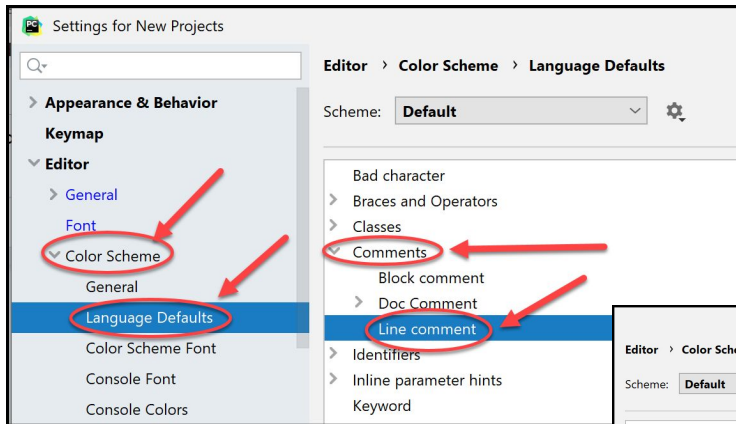 PC
Settings for New Projects
Appearance & Behavior
Keymap
Editor
General
Font
Color Scheme
General
Language Defaults
Color Scheme Font
Console Font
Console Colors
Editor › Color Scheme › Language Defaults
Scheme: Default
Bad character
Braces and Operators
Classes
Comments
Block comment
Doc Comment
Line comment
Identifiers
Inline parameter hints
Keyword
Editor › Color Sche
Scheme: Default